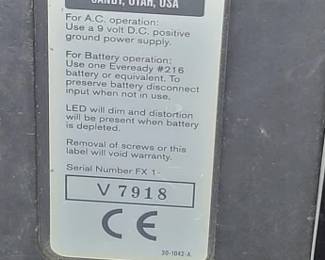 SANDY, UTAH, USA
For A.C. operation:
Use a 9 volt D.C. positive
ground power supply.
For Battery operation:
Use one Eveready #216
battery or equivalent. To
preserve battery disconnect
input when not in use.
LED will dim and distortion
will be present when battery
is depleted.
Removal of screws or this
label will void warranty.
Serial Number FX 1-
V 7918
CE
30-1042-A